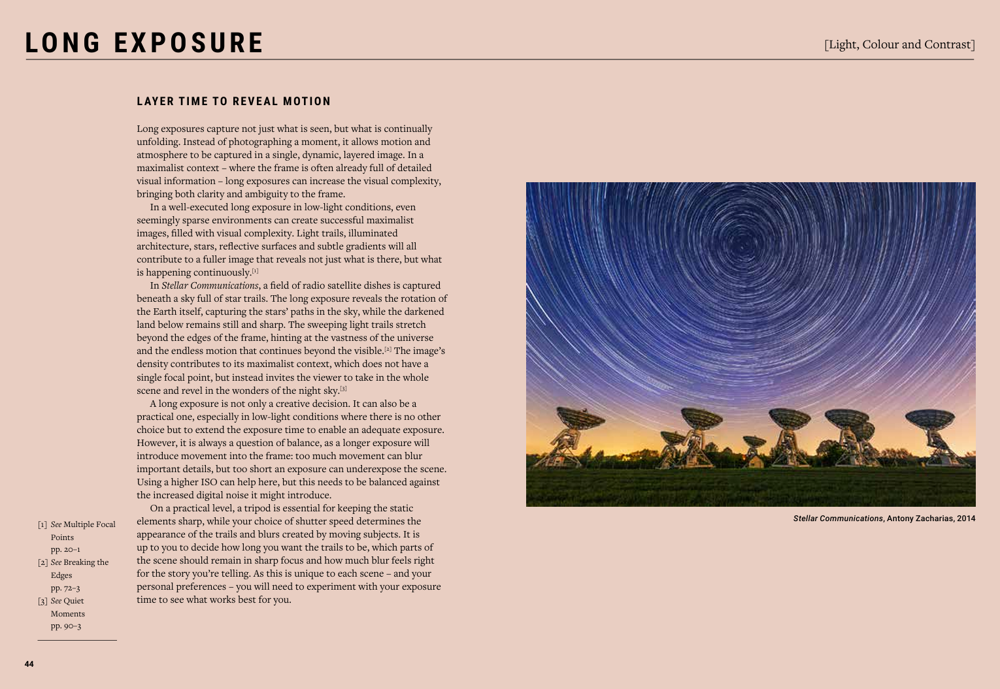 LONG EXPOSURE
[Light, Colour and Contrast]
LAYER TIME TO REVEAL MOTION
Long exposures capture not just what is seen, but what is continually
unfolding. Instead of photographing a moment, it allows motion and
atmosphere to be captured in a single, dynamic, layered image. In a
maximalist context – where the frame is often already full of detailed
visual information – long exposures can increase the visual complexity,
bringing both clarity and ambiguity to the frame.
In a well-executed long exposure in low-light conditions, even
seemingly sparse environments can create successful maximalist
images, filled with visual complexity. Light trails, illuminated
architecture, stars, reflective surfaces and subtle gradients will all
contribute to a fuller image that reveals not just what is there, but what
is happening continuously.[1]
In Stellar Communications, a field of radio satellite dishes is captured
beneath a sky full of star trails. The long exposure reveals the rotation of
the Earth itself, capturing the stars’ paths in the sky, while the darkened
land below remains still and sharp. The sweeping light trails stretch
beyond the edges of the frame, hinting at the vastness of the universe
and the endless motion that continues beyond the visible.[2] The image’s
density contributes to its maximalist context, which does not have a
single focal point, but instead invites the viewer to take in the whole
scene and revel in the wonders of the night sky.[3]
A long exposure is not only a creative decision. It can also be a
practical one, especially in low-light conditions where there is no other
choice but to extend the exposure time to enable an adequate exposure.
However, it is always a question of balance, as a longer exposure will
introduce movement into the frame: too much movement can blur
important details, but too short an exposure can underexpose the scene.
Using a higher ISO can help here, but this needs to be balanced against
the increased digital noise it might introduce.
On a practical level, a tripod is essential for keeping the static
elements sharp, while your choice of shutter speed determines the
appearance of the trails and blurs created by moving subjects. It is
up to you to decide how long you want the trails to be, which parts of
the scene should remain in sharp focus and how much blur feels right
for the story you’re telling. As this is unique to each scene – and your
personal preferences – you will need to experiment with your exposure
time to see what works best for you.
[1] See Multiple Focal
Points
pp. 20–1
[2] See Breaking the
Edges
pp. 72–3
[3] See Quiet
Moments
pp. 90–3
44
Stellar Communications, Antony Zacharias, 2014